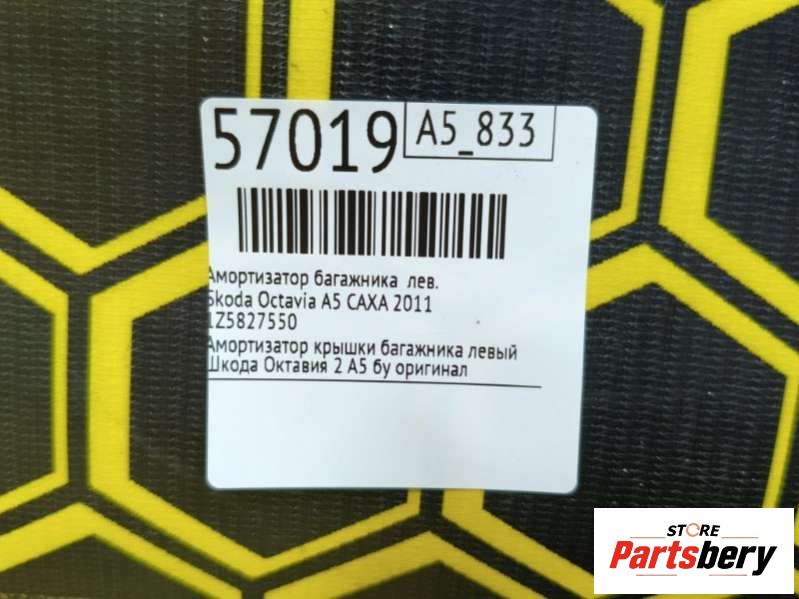 57019 A5_833
Амортизатор багажника лев.
Skoda Octavia A5 CAXA 2011
1Z5827550
Амортизатор крышки багажника левый
Шкода Октавия 2 А5 бу оригинал
STORE
Partsbery